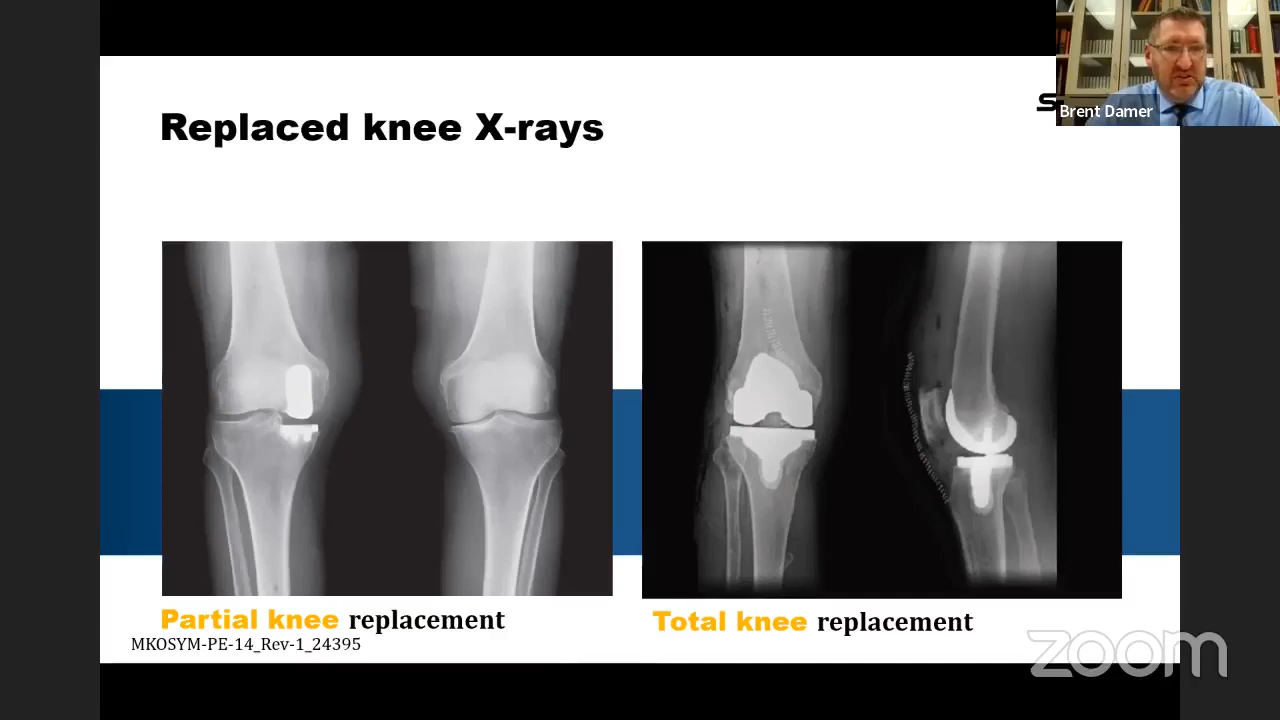 Replaced knee X-rays
S
Brent Damer
Partial knee replacement
Total knee replacement
MKOSYM-PE-14_Rev-1_24395
zoom